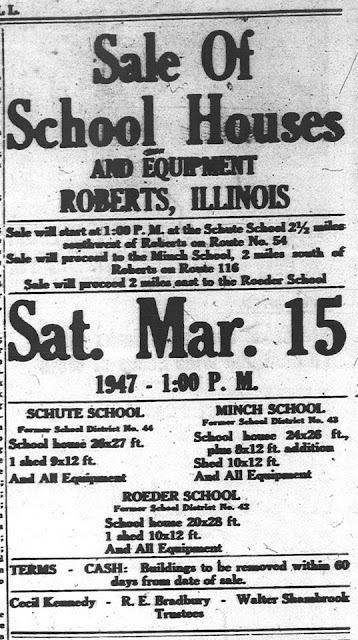 LL.
Sale Of
School Houses
AND EQUIPMENT
ROBERTS, ILLINOIS
Sale will start at 1:00 P. M. at the Schute School 2½ miles
southwest of Roberts on Route No. 54
Sale will proceed to the Minch School, 2 miles south of
Roberts on Route 116
Sale will proceed 2 miles east to the Roeder School
Sat. Mar. 15
1947 - 1:00 P. M.
SCHUTE SCHOOL
Former School District No. 44
School house 26x27 ft.
1 shed 9x12 ft.
And All Equipment
MINCH SCHOOL
Former School District No. 43
School house 24x26 ft.,
plus 8x12 ft. addition
Shed 10x12 ft.
And All Equipment
ROEDER SCHOOL
Former School District No. 42
School house 20x28 ft.
1 shed 10x12 ft.
And All Equipment
TERMS - CASH: Buildings to be removed within 60
days from date of sale.
Cecil Kennedy - R. E. Bradbury - Walter Shambrook
Trustees